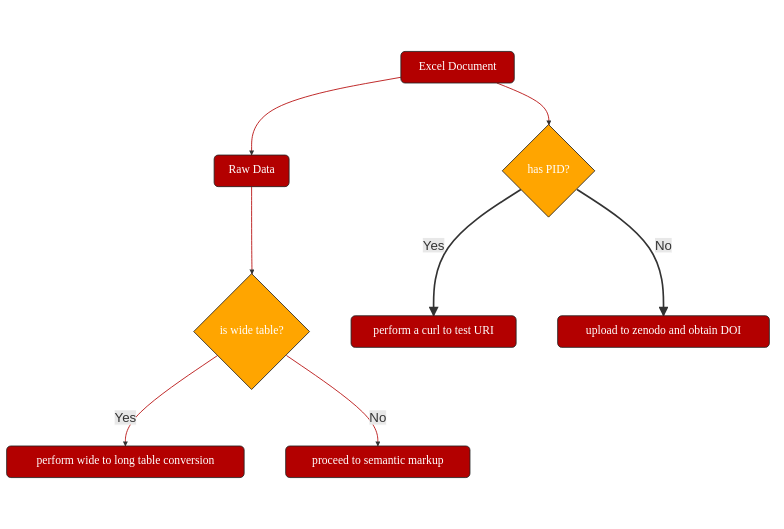 Excel Document
Raw Data
has PID?
Yes
No
is wide table?
perform a curl to test URI
upload to zenodo and obtain DOI
Yes
No
perform wide to long table conversion
proceed to semantic markup